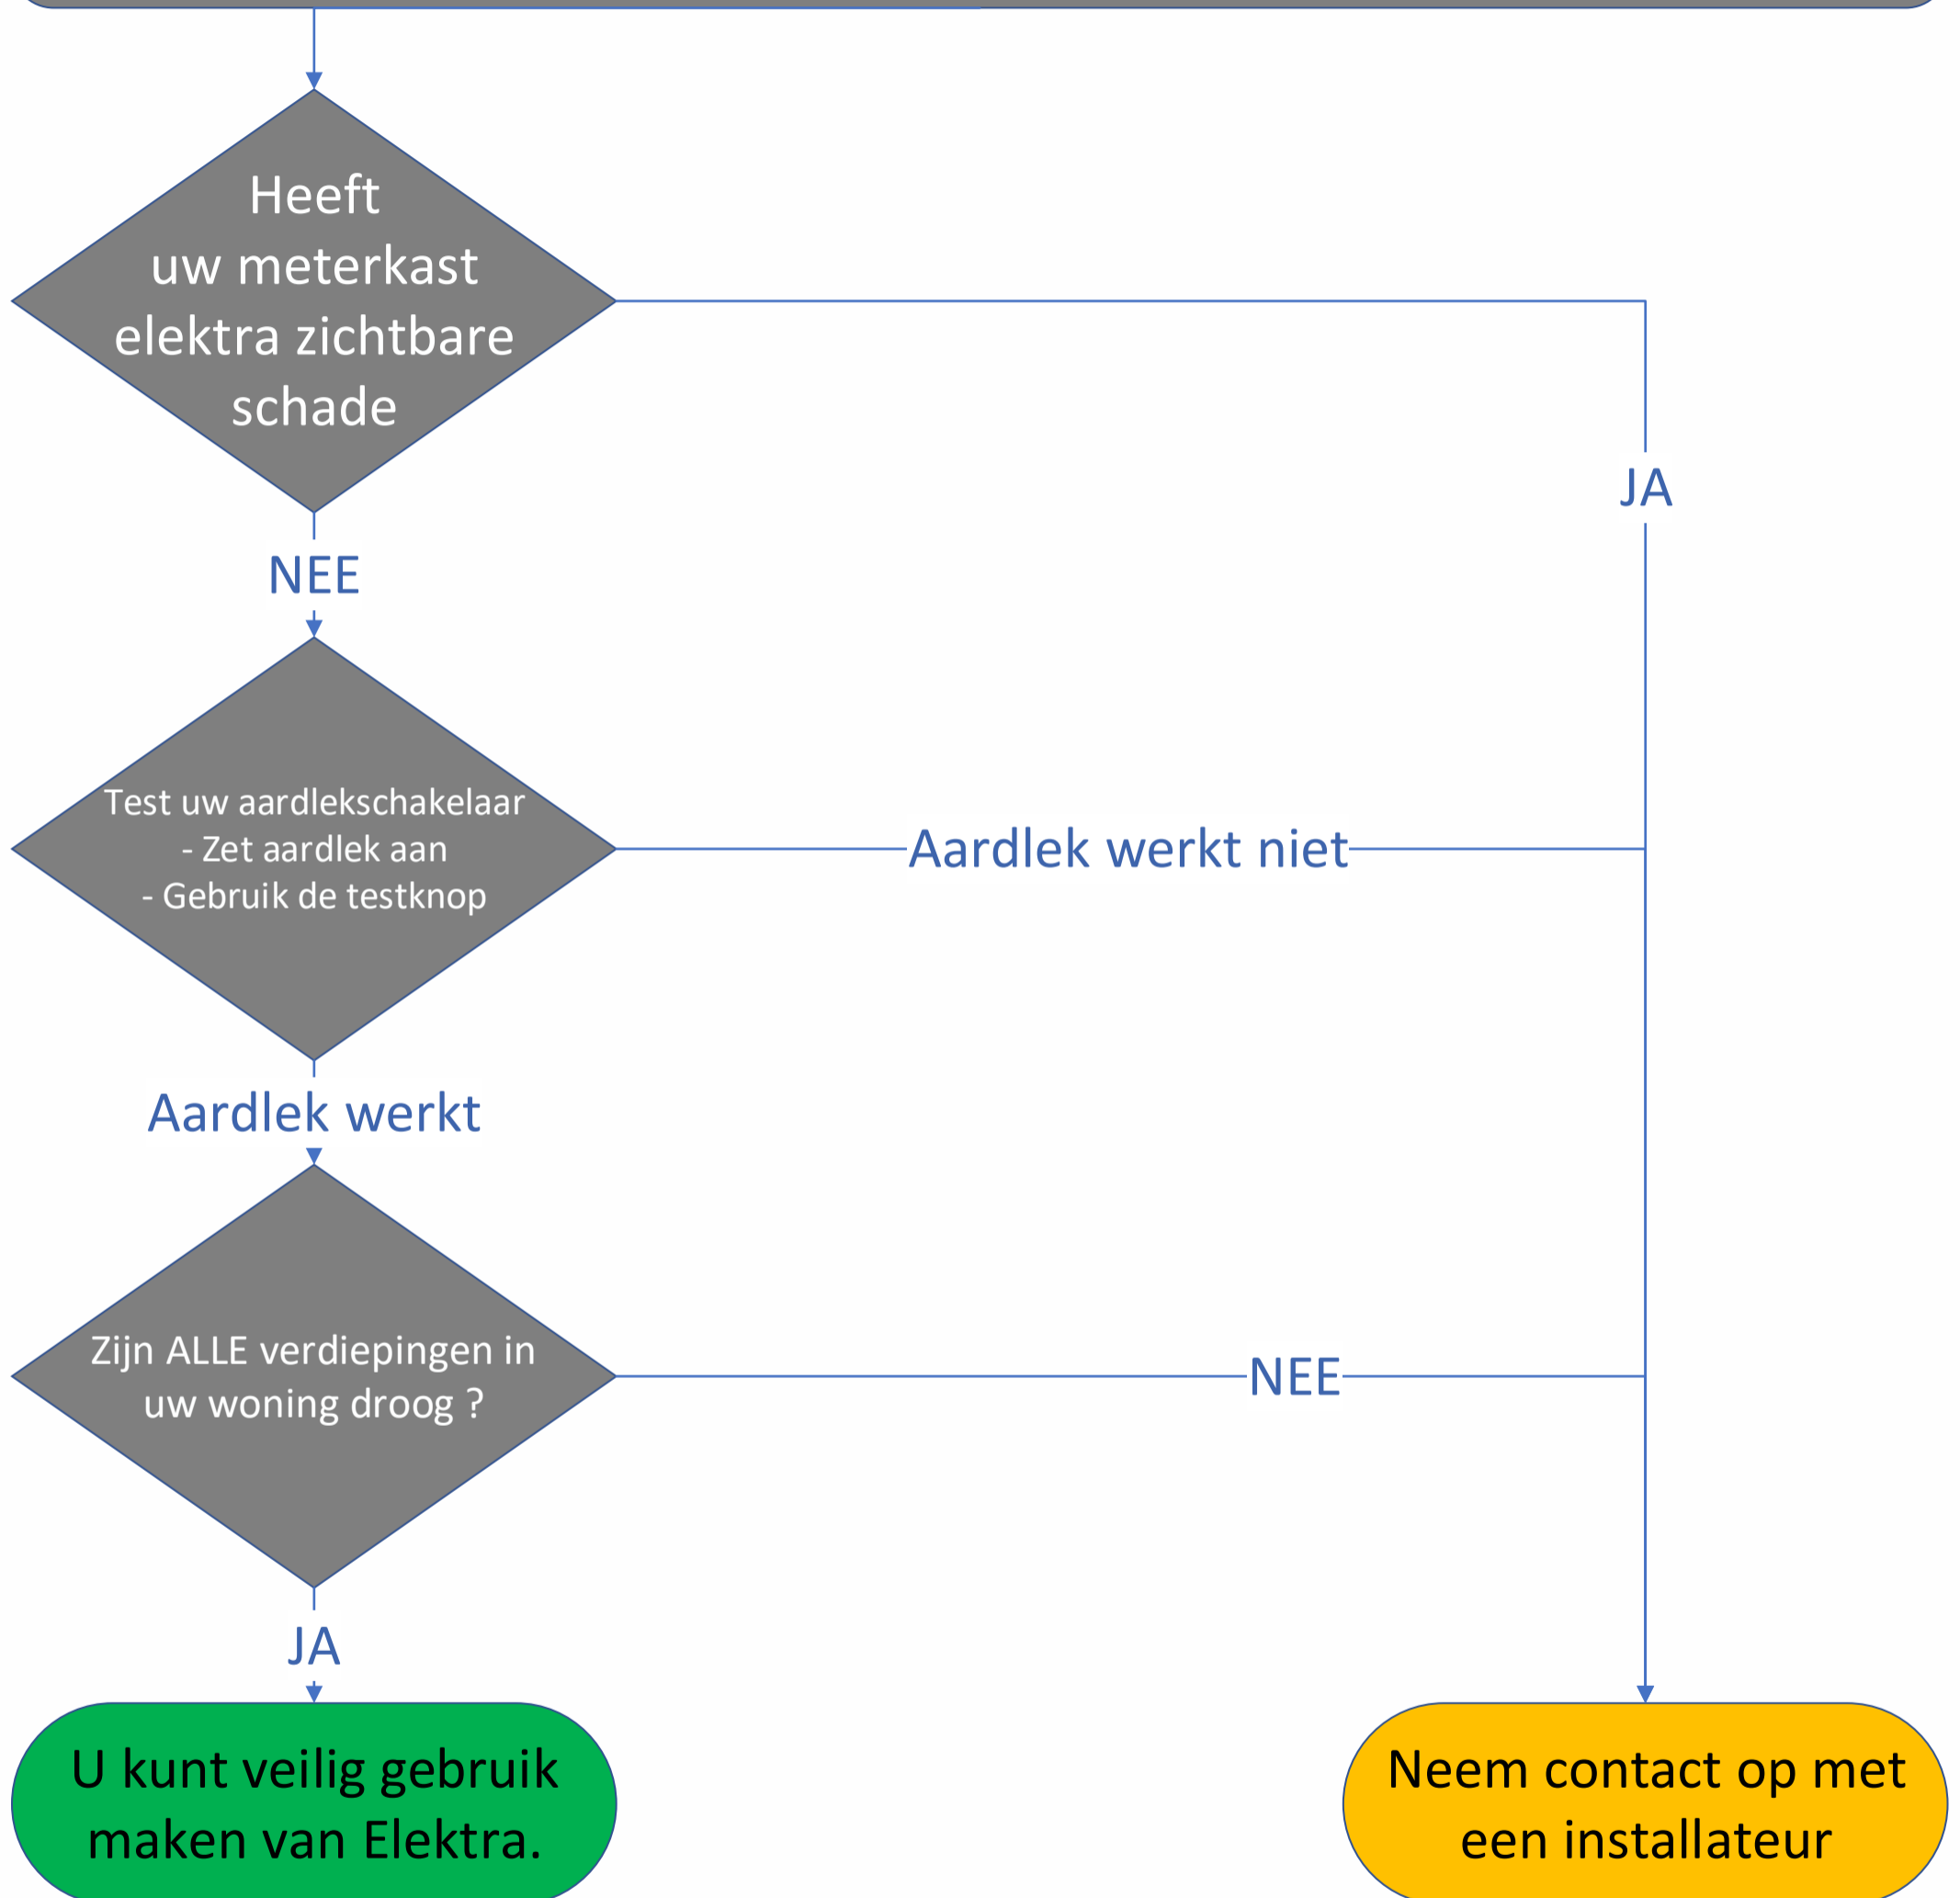 Heeft
uw meterkast
elektra zichtbare
schade
JA
NEE
Test uw aardlekschakelaar
- Zet aardlek aan
- Gebruik de testknop
Aardlek werkt niet
Aardlek werkt
Zijn ALLE verdiepingen in
uw woning droog ?
NEE
JA
U kunt veilig gebruik
maken van Elektra.
Neem contact op met
een installateur